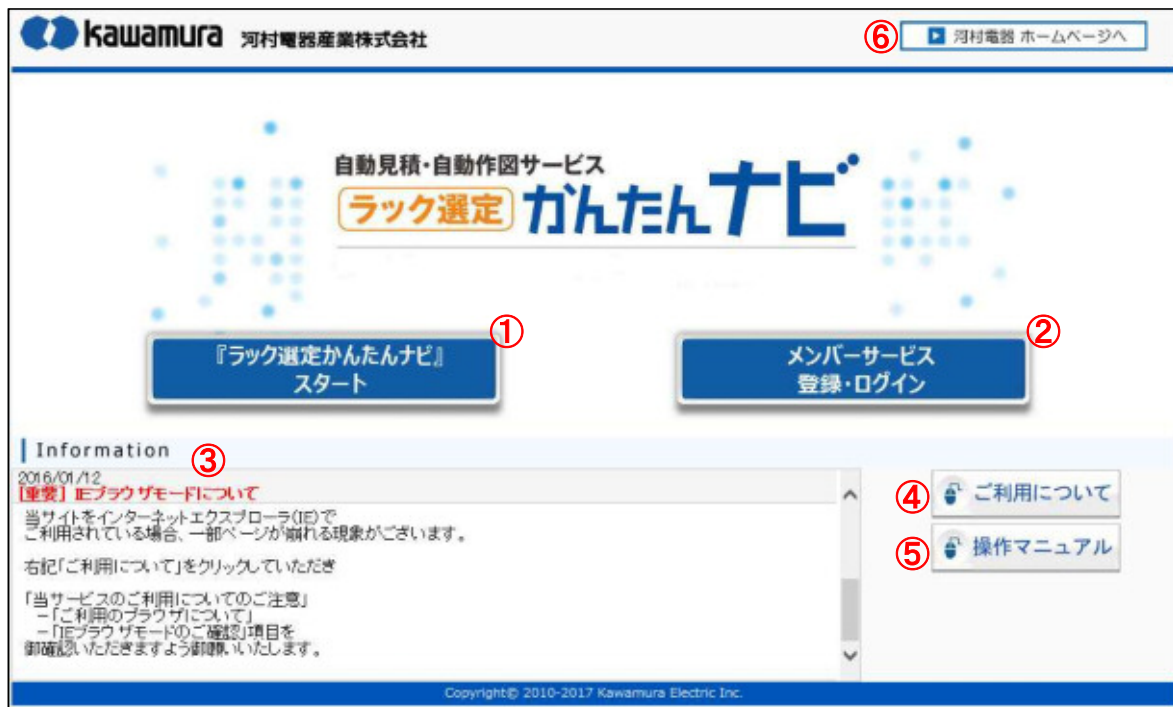 kawamura 河村電器産業株式会社
⑥ 河村電器 ホームページへ
自動見積・自動作図サービス
ラック選定 かんたんナビ
①
『ラック選定かんたんナビ』
スタート
②
メンバーサービス
登録・ログイン
Information
③
2016/01/12
[重要] IEブラウザモードについて
当サイトをインターネットエクスプローラ(IE)で
ご利用されている場合、一部ページが崩れる現象がございます。
右記「ご利用について」をクリックしていただき
「当サービスのご利用についてのご注意」
－「ご利用のブラウザについて」
－「IEブラウザモードのご確認」項目を
御確認いただきますよう御願いいたします。
④ ご利用について
⑤ 操作マニュアル
Copyright© 2010-2017 Kawamura Electric Inc.